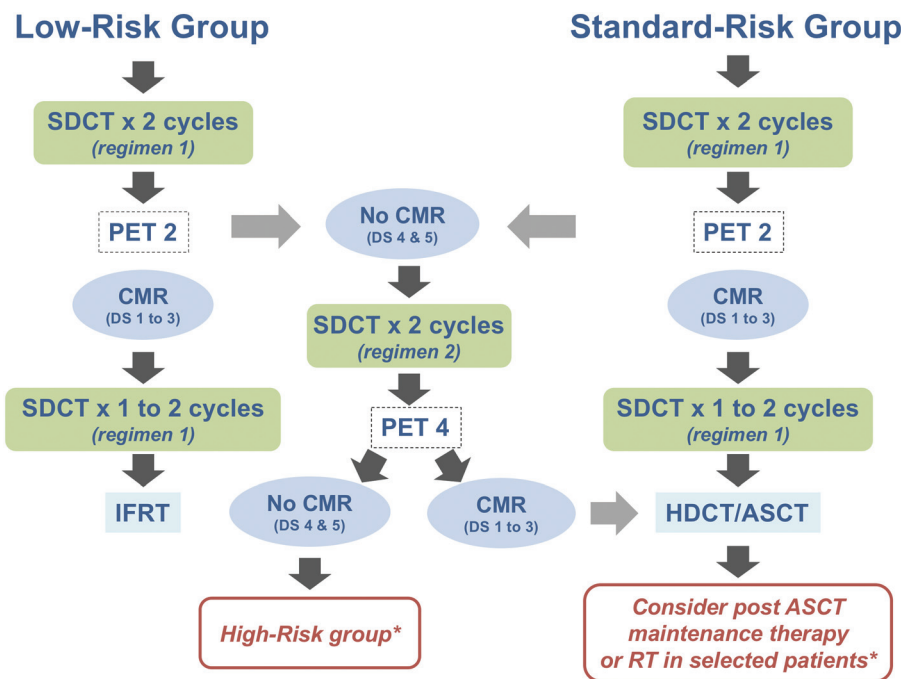 Low-Risk Group
Standard-Risk Group
SDCT x 2 cycles
(regimen 1)
SDCT x 2 cycles
(regimen 1)
PET 2
No CMR
(DS 4 & 5)
PET 2
CMR
(DS 1 to 3)
SDCT x 2 cycles
(regimen 2)
CMR
(DS 1 to 3)
SDCT x 1 to 2 cycles
(regimen 1)
PET 4
SDCT x 1 to 2 cycles
(regimen 1)
IFRT
No CMR
(DS 4 & 5)
CMR
(DS 1 to 3)
HDCT/ASCT
High-Risk group*
Consider post ASCT
maintenance therapy
or RT in selected patients*